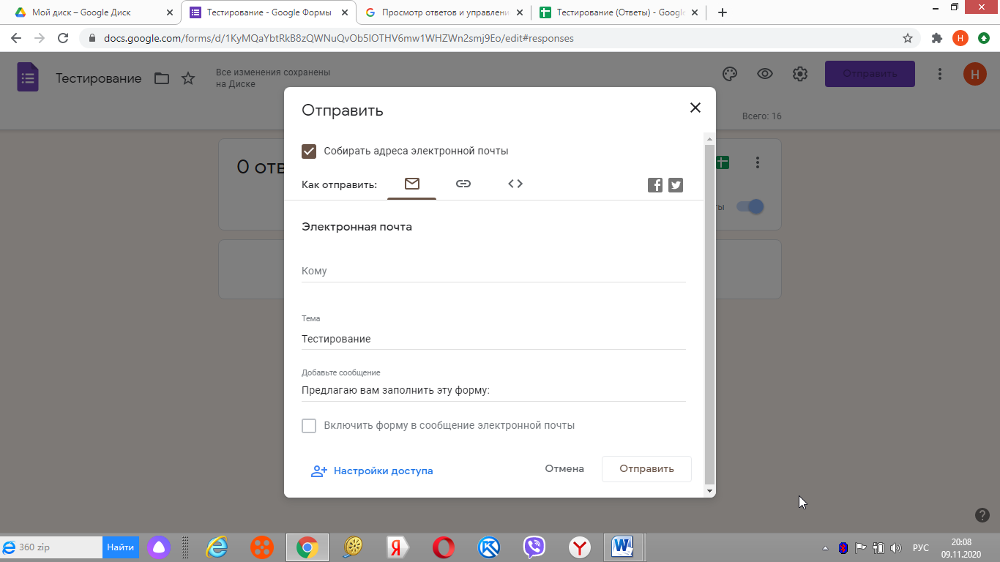 Мой диск – Google Диск
Тестирование - Google Формы
Просмотр ответов и управлени
Тестирование (Ответы) - Google
docs.google.com/forms/d/1KyMQaYbtRkB8zQWNuQvOb5IOTHV6mw1WHZWn2smj9Eo/edit#responses
Н
Тестирование
Все изменения сохранены
на Диске
Отправить
Н
Отправить
Всего: 16
Собирать адреса электронной почты
0 отв
Как отправить:
ты
Электронная почта
Кому
Тема
Тестирование
Добавьте сообщение
Предлагаю вам заполнить эту форму:
Включить форму в сообщение электронной почты
Настройки доступа
Отмена
Отправить
360 zip
Найти
РУС
20:08
09.11.2020